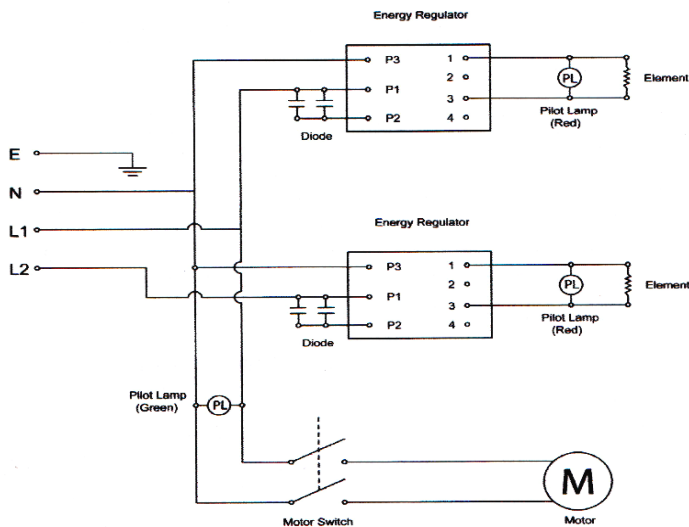 Energy Regulator
P3
1
P1
2
P2
3
4
PL
Element
Pilot Lamp
(Red)
Diode
E
N
L1
L2
Energy Regulator
P3
1
P1
2
P2
3
4
PL
Element
Pilot Lamp
(Red)
Diode
Pilot Lamp
(Green)
PL
M
Motor Switch
Motor